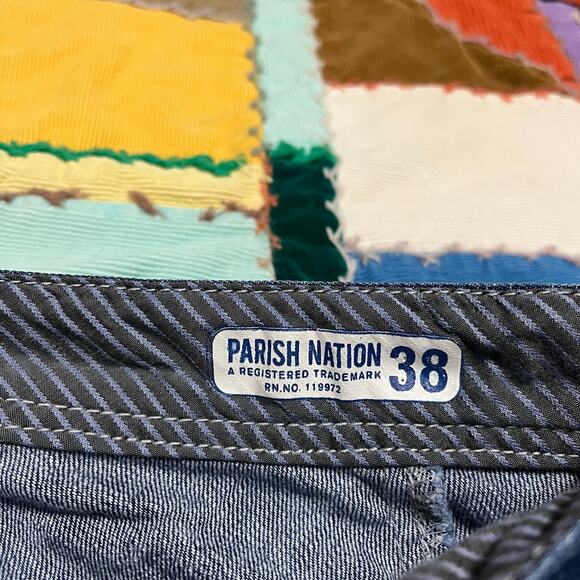 PARISH NATION 38
A REGISTERED TRADEMARK
RN.NO. 119972